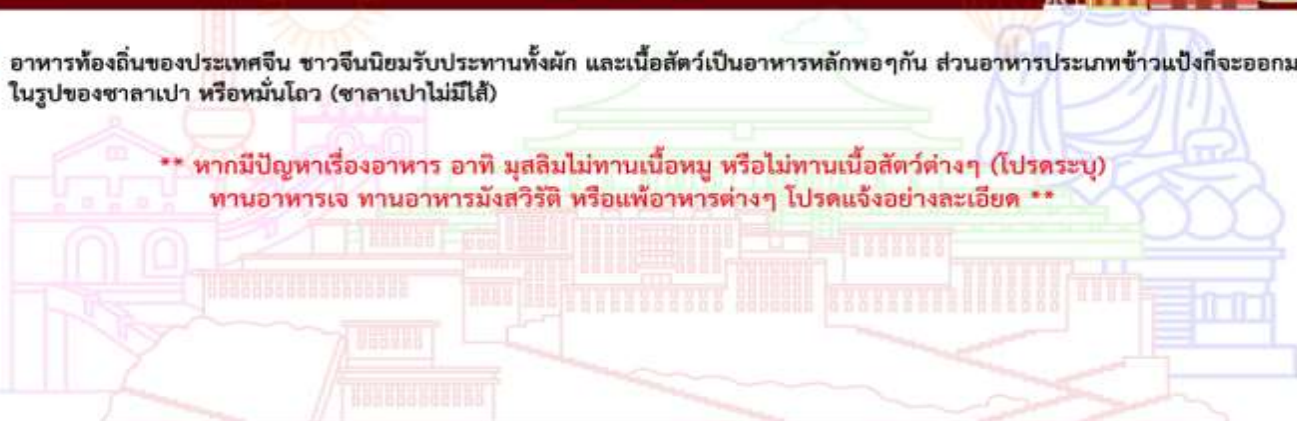 อาหารท้องถิ่นของประเทศจีน ชาวจีนนิยมรับประทานทั้งผัก และเนื้อสัตว์เป็นอาหารหลักพอๆกัน ส่วนอาหารประเภทข้าวแป้งก็จะออกม
ในรูปของซาลาเปา หรือหมั่นโถว (ซาลาเปาไม่มีไส้)
** หากมีปัญหาเรื่องอาหาร อาทิ มุสลิมไม่ทานเนื้อหมู หรือไม่ทานเนื้อสัตว์ต่างๆ (โปรดระบุ)
ทานอาหารเจ ทานอาหารมังสวิรัติ หรือแพ้อาหารต่างๆ โปรดแจ้งอย่างละเอียด **